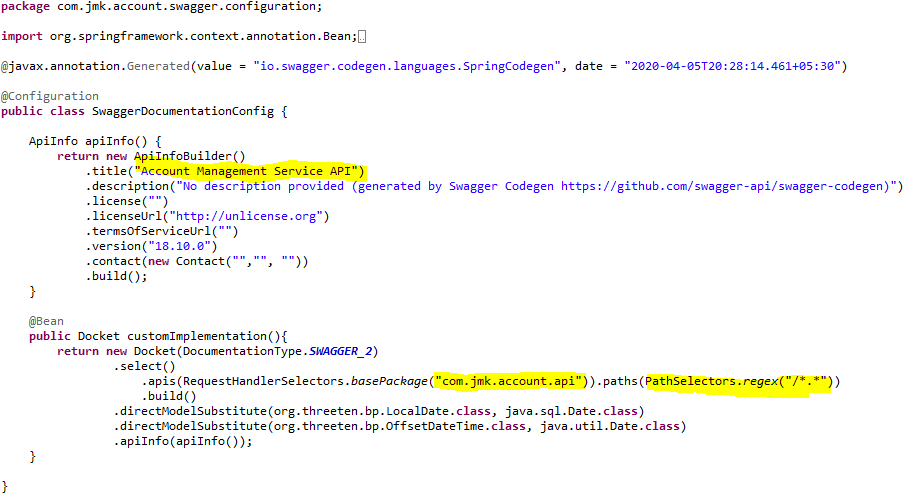 package com.jmk.account.swagger.configuration;
import org.springframework.context.annotation.Bean;
@javax.annotation.Generated(value = "io.swagger.codegen.languages.SpringCodegen", date = "2020-04-05T20:28:14.461+05:30")
@Configuration
public class SwaggerDocumentationConfig {
ApiInfo apiInfo() {
return new ApiInfoBuilder()
.title("Account Management Service API")
.description("No description provided (generated by Swagger Codegen https://github.com/swagger-api/swagger-codegen)")
.license("")
.licenseUrl("http://unlicense.org")
.termsOfServiceUrl("")
.version("18.10.0")
.contact(new Contact("","", ""))
.build();
}
@Bean
public Docket customImplementation(){
return new Docket(DocumentationType.SWAGGER_2)
.select()
.apis(RequestHandlerSelectors.basePackage("com.jmk.account.api")).paths(PathSelectors.regex("/*.*"))
.build()
.directModelSubstitute(org.threeten.bp.LocalDate.class, java.sql.Date.class)
.directModelSubstitute(org.threeten.bp.OffsetDateTime.class, java.util.Date.class)
.apiInfo(apiInfo());
}
}